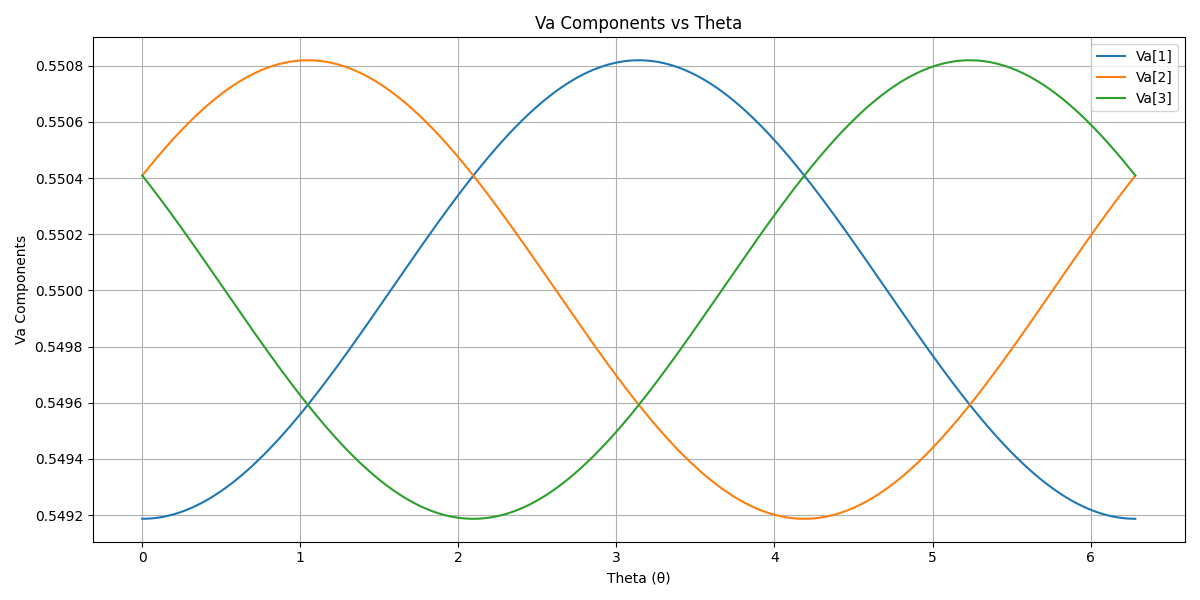 Va Components vs Theta
Va[1]
Va[2]
Va[3]
Va Components
0.5508
0.5506
0.5504
0.5502
0.5500
0.5498
0.5496
0.5494
0.5492
0 1 2 3 4 5 6
Theta (θ)